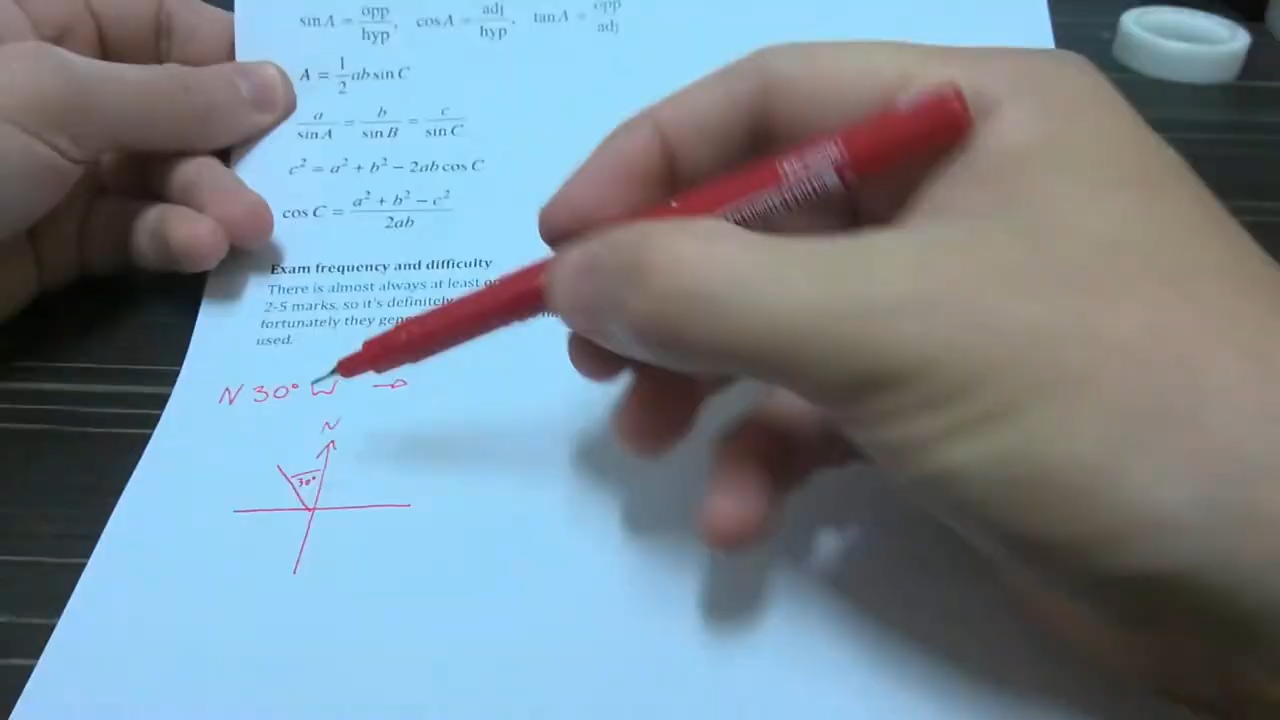 sin A = opp/hyp, cos A = adj/hyp, tan A = opp/adj
A = 1/2 ab sin C
a/sin A = b/sin B = c/sin C
c² = a² + b² − 2ab cos C
cos C = a² + b² − c²/2ab
Exam frequency and difficulty
There is almost always at least
2-5 marks, so it's definitely
fortunately they
used.
N 30° W →
N
30°